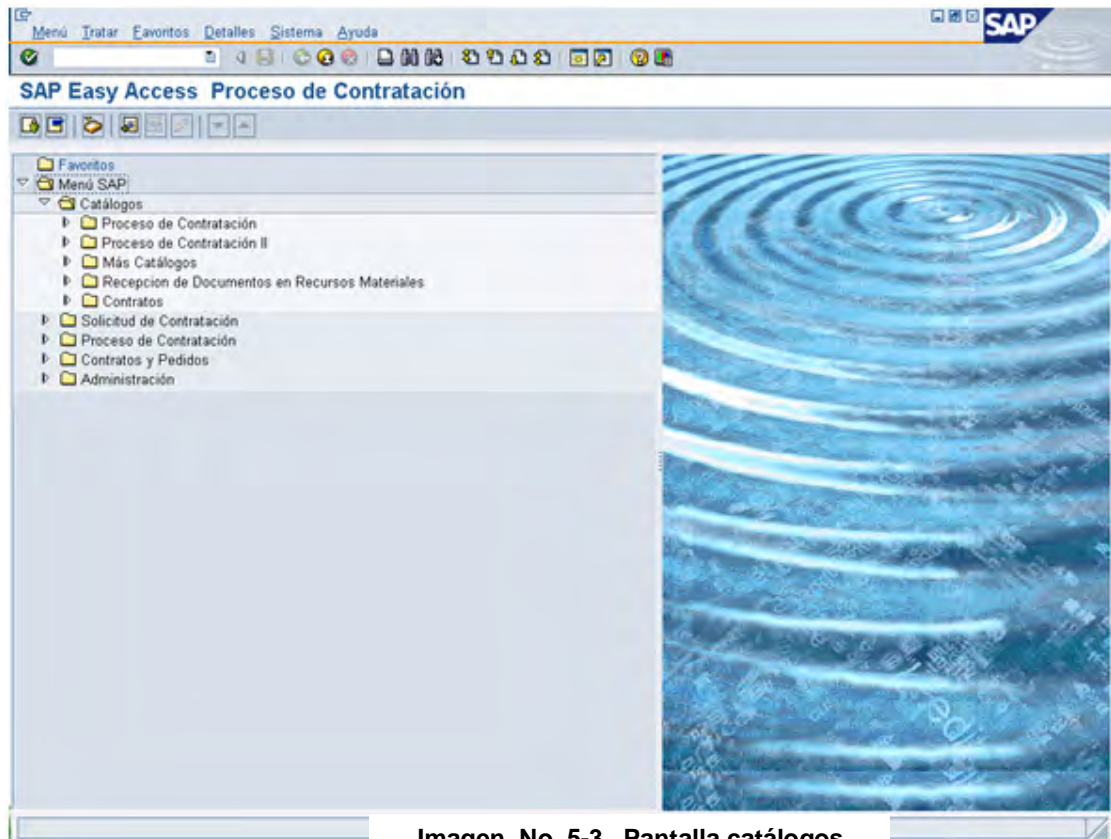 Menú Tratar Favoritos Detalles Sistema Ayuda
SAP
SAP Easy Access Proceso de Contratación
Favoritos
Menú SAP
Catálogos
Proceso de Contratación
Proceso de Contratación II
Más Catálogos
Recepcion de Documentos en Recursos Materiales
Contratos
Solicitud de Contratación
Proceso de Contratación
Contratos y Pedidos
Administración
Imagen No. 5-3 Pantalla catálogos